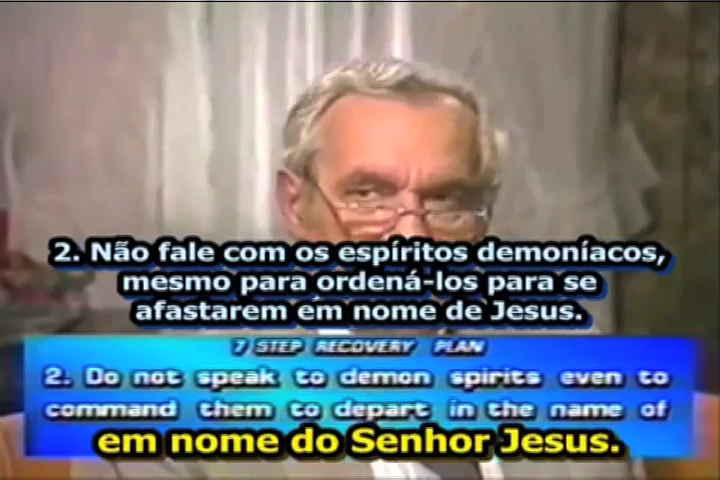 2. Não fale com os espíritos demoníacos,
mesmo para ordená-los para se
afastarem em nome de Jesus.
7 STEP RECOVERY PLAN
2. Do not speak to demon spirits even to
command them to depart in the name of
em nome do Senhor Jesus.